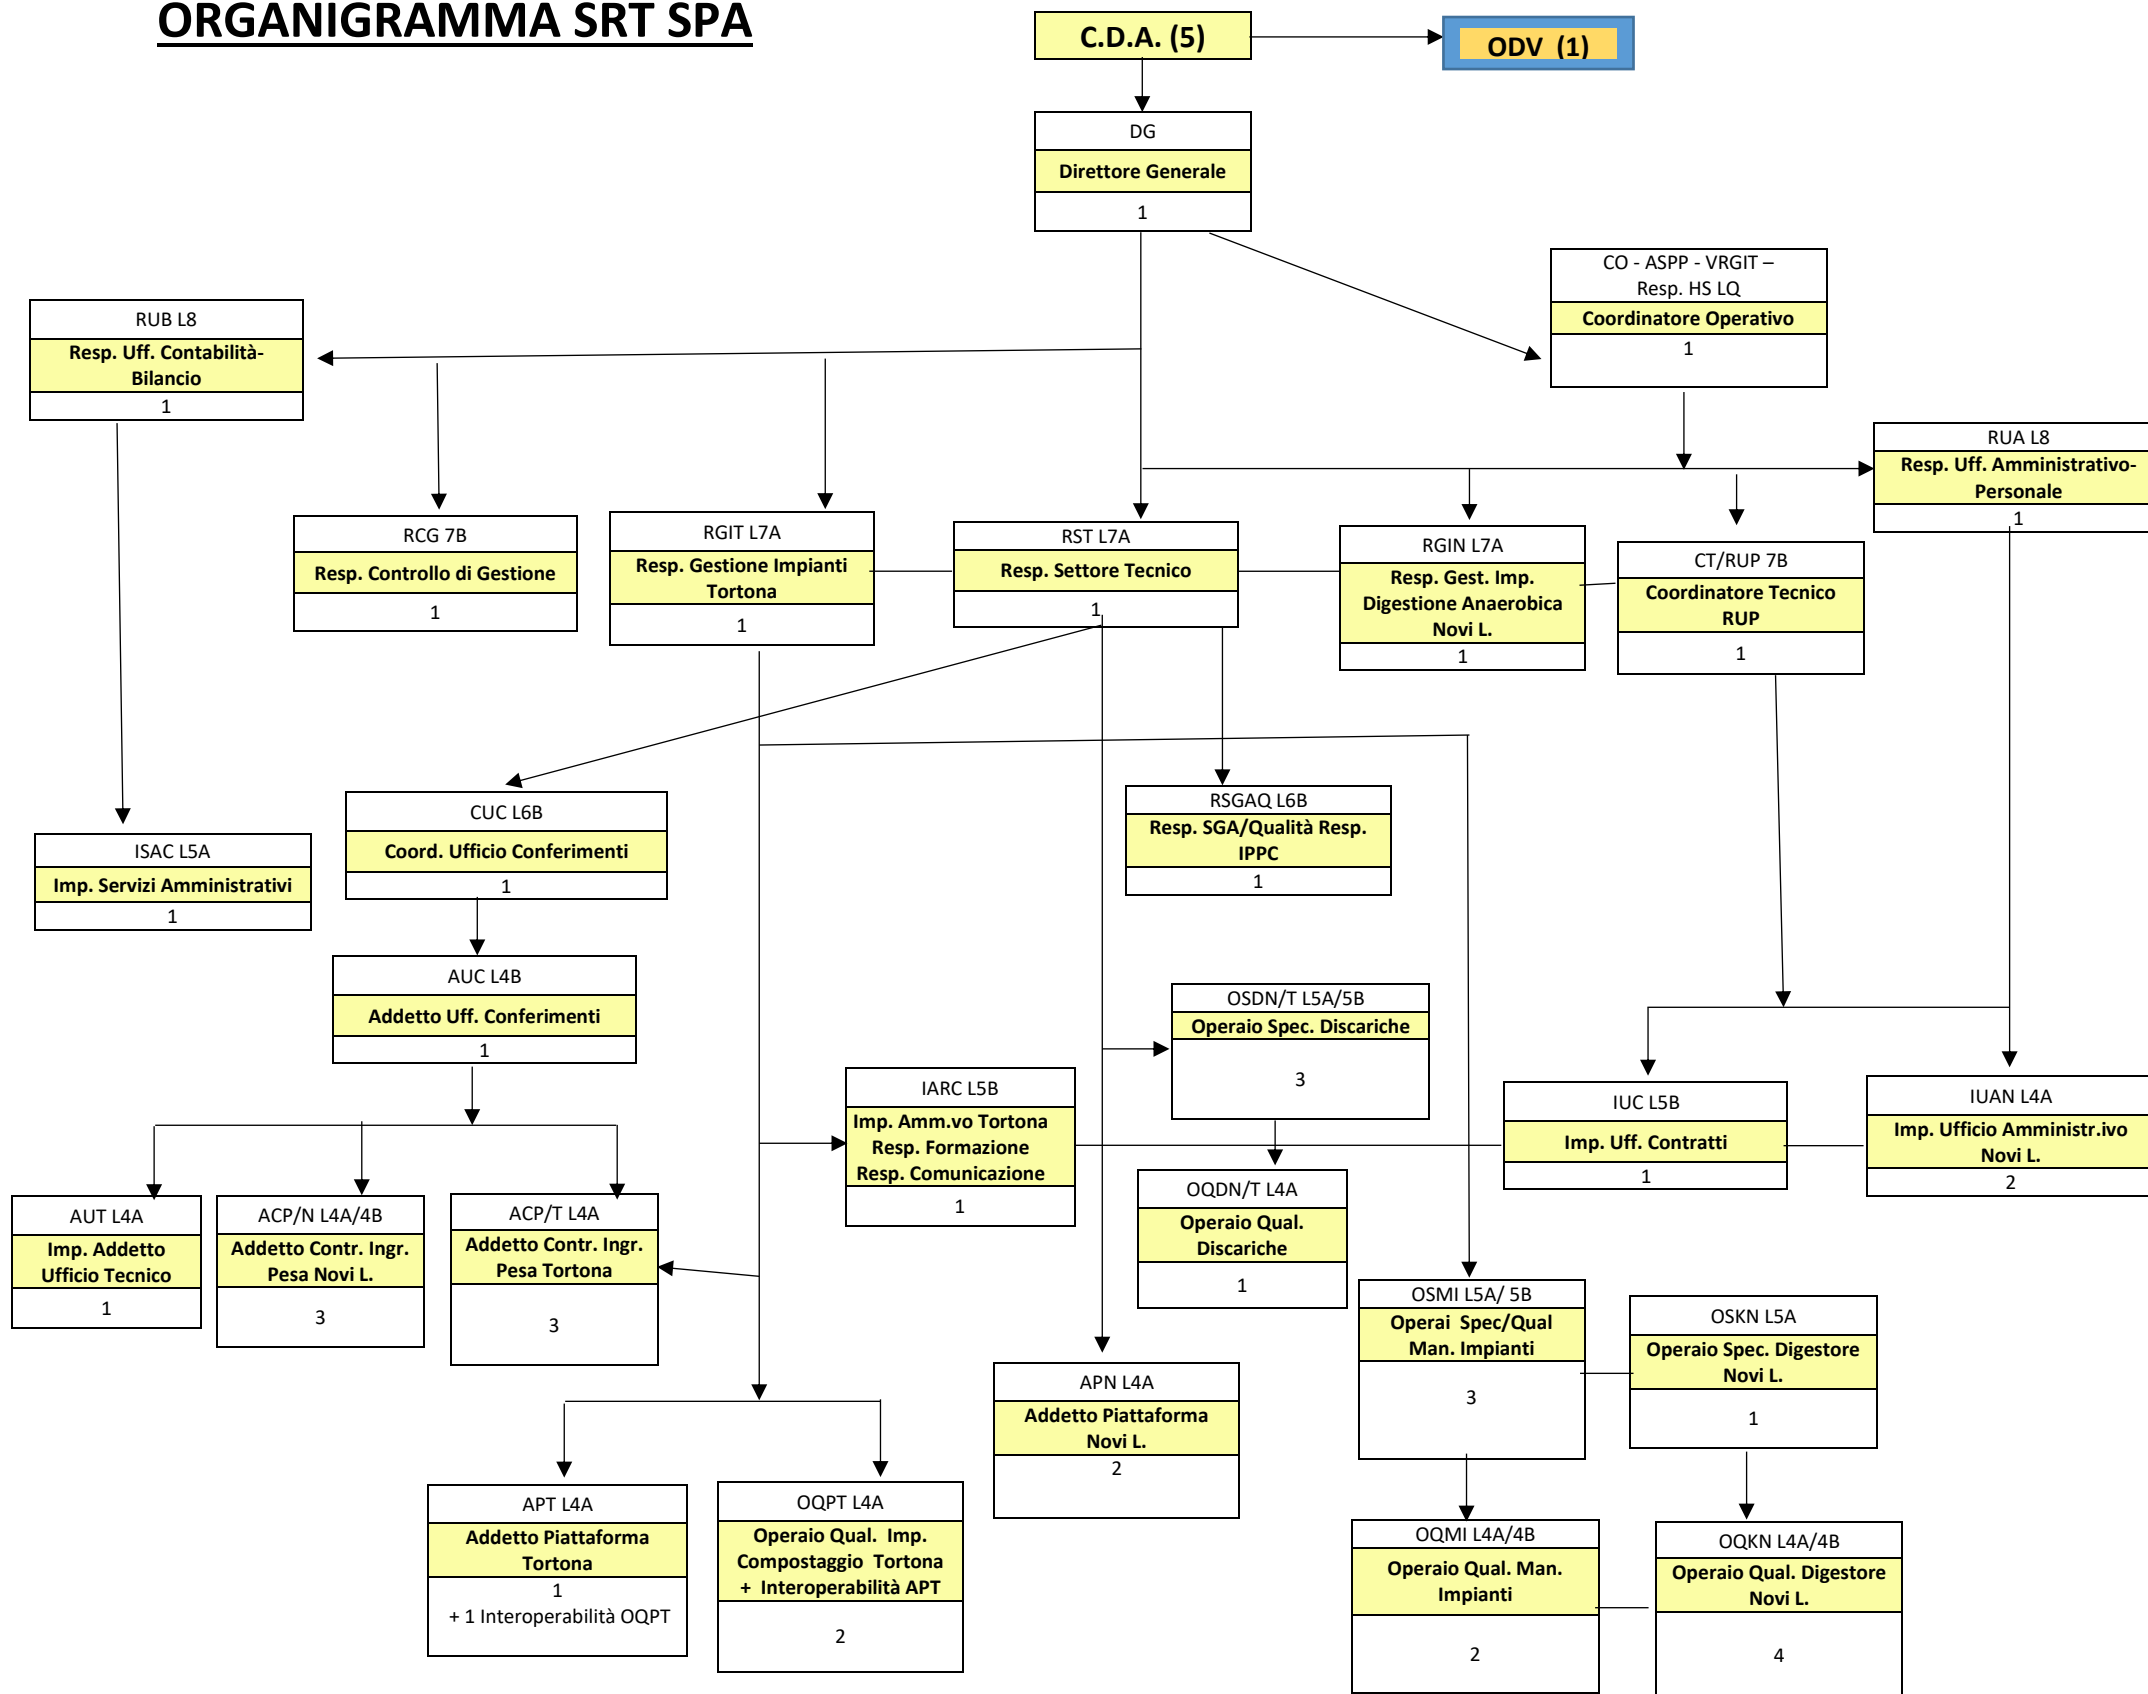 ORGANIGRAMMA SRT SPA
C.D.A. (5)
ODV (1)
DG
Direttore Generale
1
CO - ASPP - VRGIT –
Resp. HS LQ
Coordinatore Operativo
1
RUB L8
Resp. Uff. Contabilità-
Bilancio
1
RUA L8
Resp. Uff. Amministrativo-
Personale
1
RCG 7B
Resp. Controllo di Gestione
1
RGIT L7A
Resp. Gestione Impianti
Tortona
1
RST L7A
Resp. Settore Tecnico
1
RGIN L7A
Resp. Gest. Imp.
Digestione Anaerobica
Novi L.
1
CT/RUP 7B
Coordinatore Tecnico
RUP
1
ISAC L5A
Imp. Servizi Amministrativi
1
CUC L6B
Coord. Ufficio Conferimenti
1
RSGAQ L6B
Resp. SGA/Qualità Resp.
IPPC
1
AUC L4B
Addetto Uff. Conferimenti
1
OSDN/T L5A/5B
Operaio Spec. Discariche
3
IARC L5B
Imp. Amm.vo Tortona
Resp. Formazione
Resp. Comunicazione
1
IUC L5B
Imp. Uff. Contratti
1
IUAN L4A
Imp. Ufficio Amministr.ivo
Novi L.
2
AUT L4A
Imp. Addetto
Ufficio Tecnico
1
ACP/N L4A/4B
Addetto Contr. Ingr.
Pesa Novi L.
3
ACP/T L4A
Addetto Contr. Ingr.
Pesa Tortona
3
OQDN/T L4A
Operaio Qual.
Discariche
1
OSMI L5A/ 5B
Operai Spec/Qual
Man. Impianti
3
OSKN L5A
Operaio Spec. Digestore
Novi L.
1
APN L4A
Addetto Piattaforma
Novi L.
2
APT L4A
Addetto Piattaforma
Tortona
1
+ 1 Interoperabilità OQPT
OQPT L4A
Operaio Qual. Imp.
Compostaggio Tortona
+ Interoperabilità APT
2
OQMI L4A/4B
Operaio Qual. Man.
Impianti
2
OQKN L4A/4B
Operaio Qual. Digestore
Novi L.
4